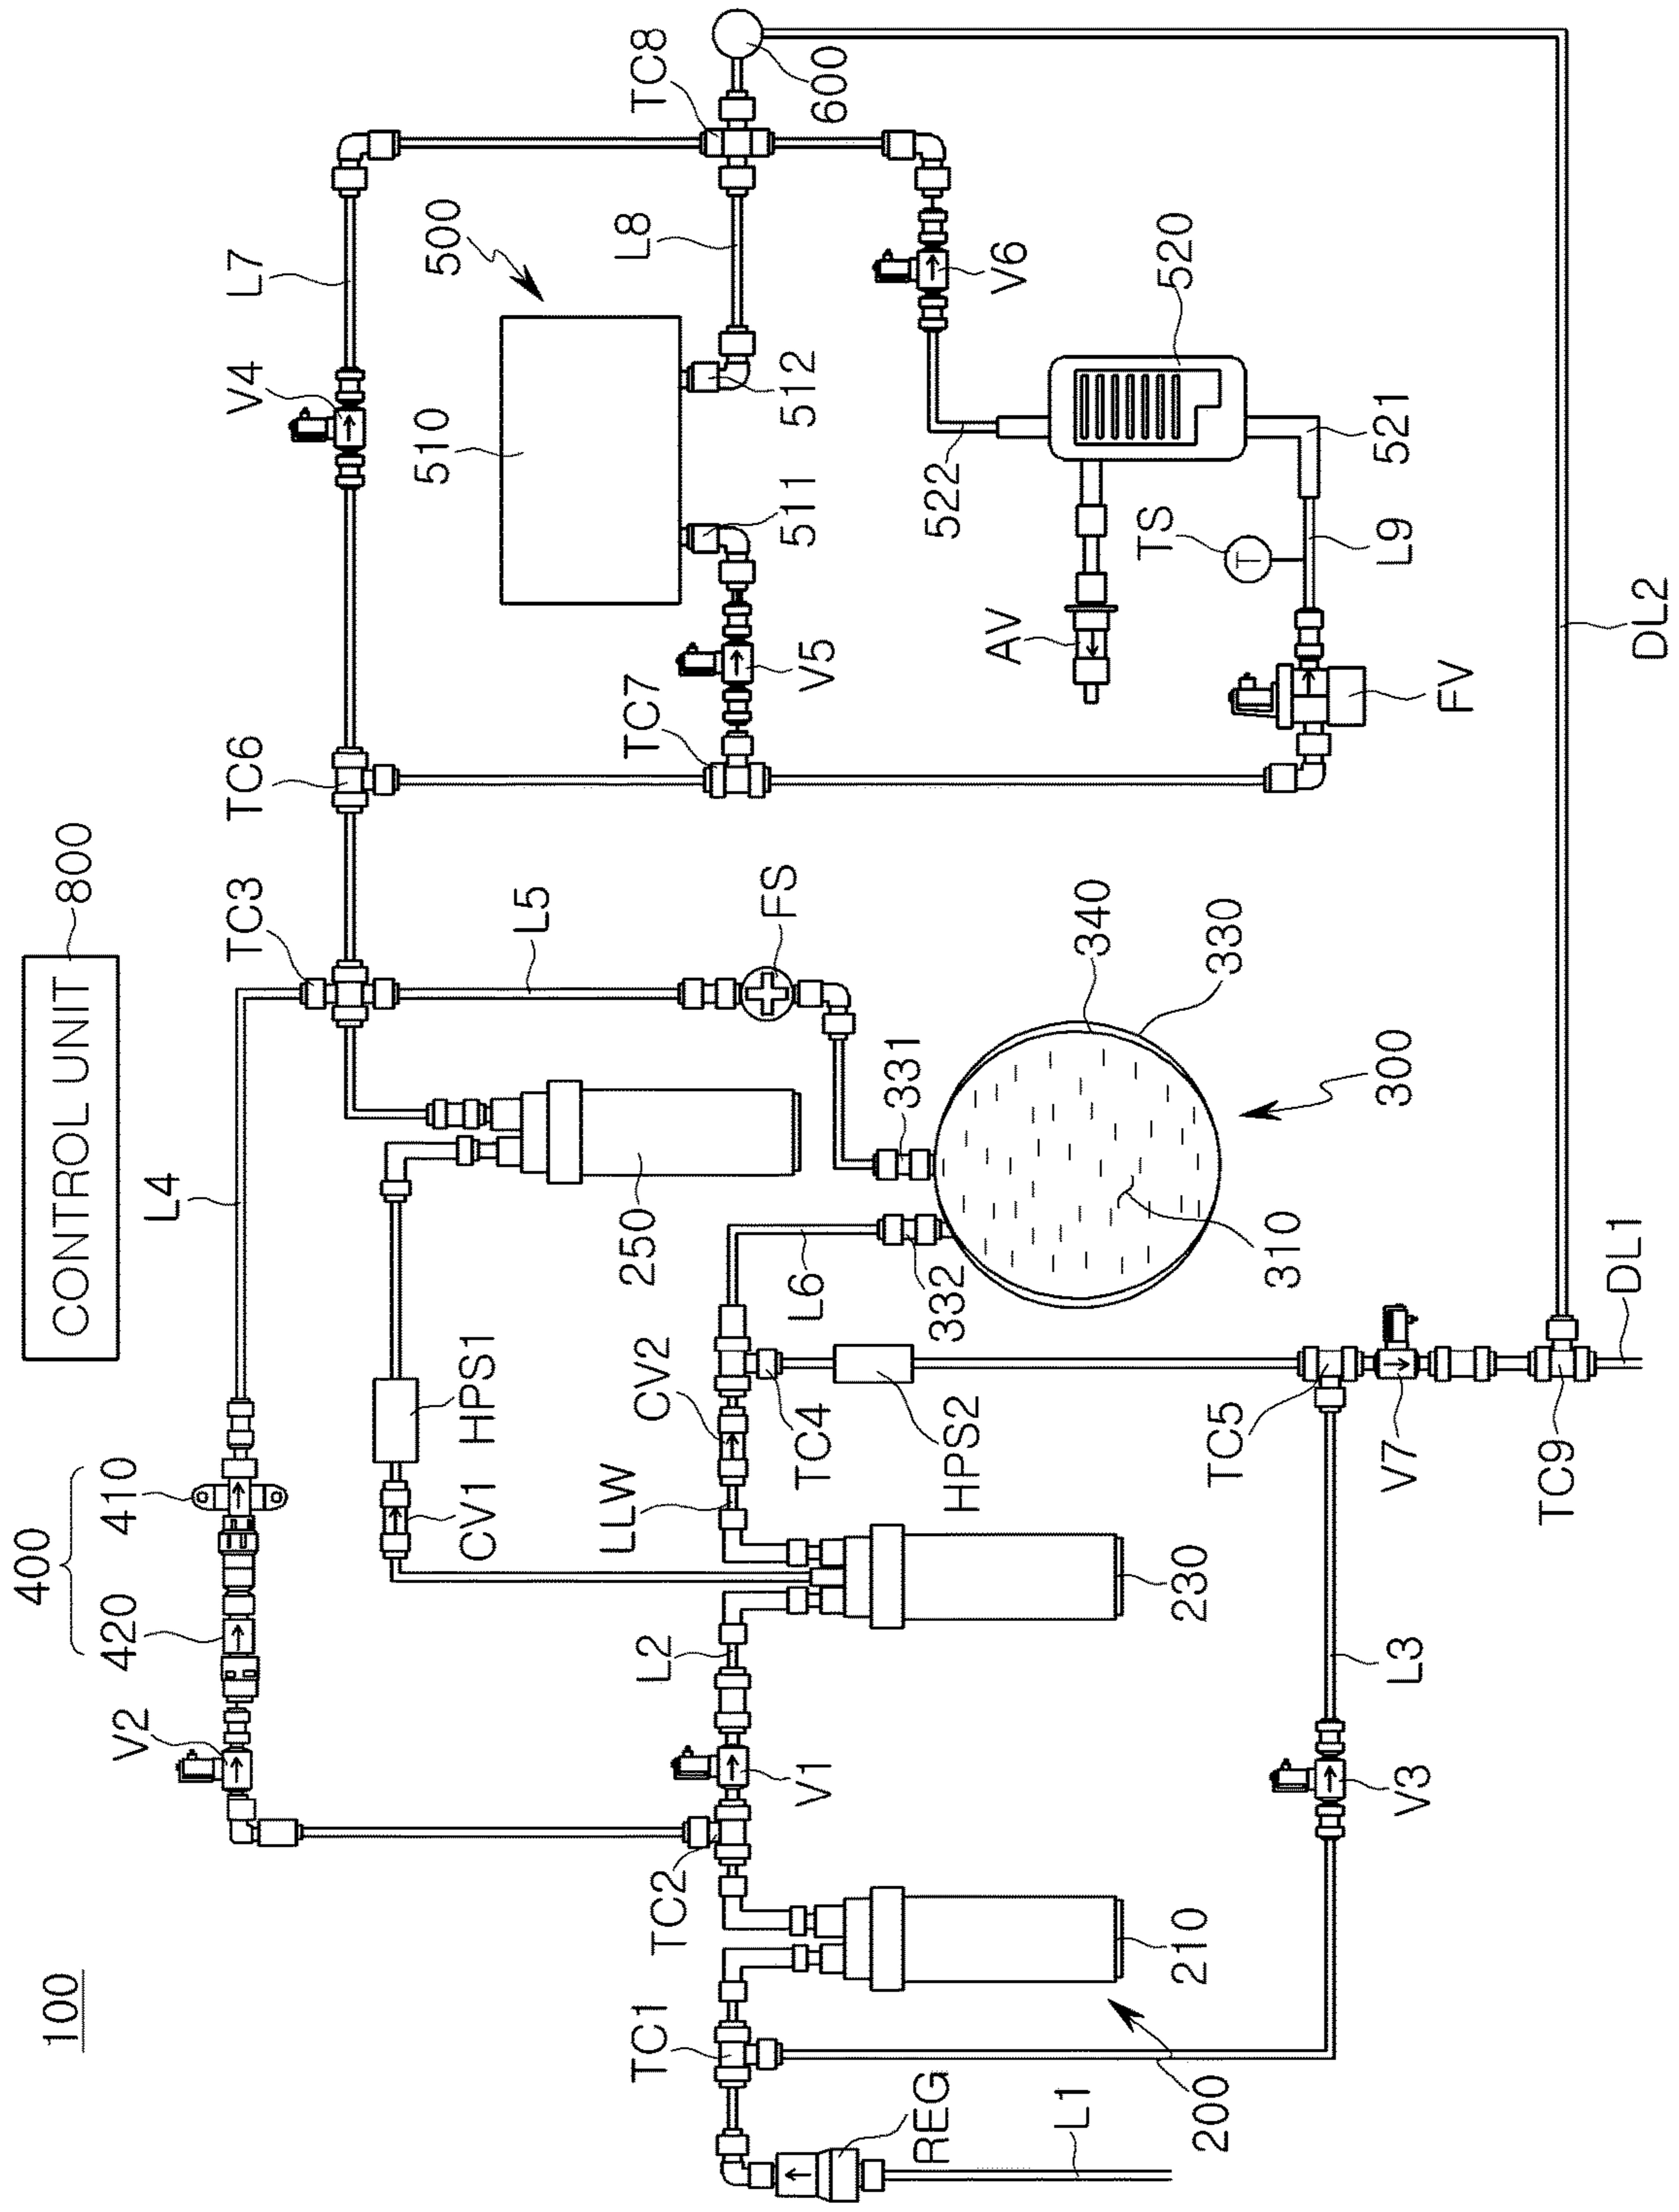 100
CONTROL UNIT
800
400
420
410
V2
L4
TC3
TC6
V4
L7
HPS1
CV1
250
L5
FS
510
500
511
512
L8
TC8
600
TC7
V5
V6
TC1
TC2
V1
L2
LLW
CV2
TC4
HPS2
L6
332
331
340
330
300
310
522
520
521
AV
TS
T
L9
FV
REG
L1
200
210
230
V3
L3
TC5
V7
TC9
DL1
DL2